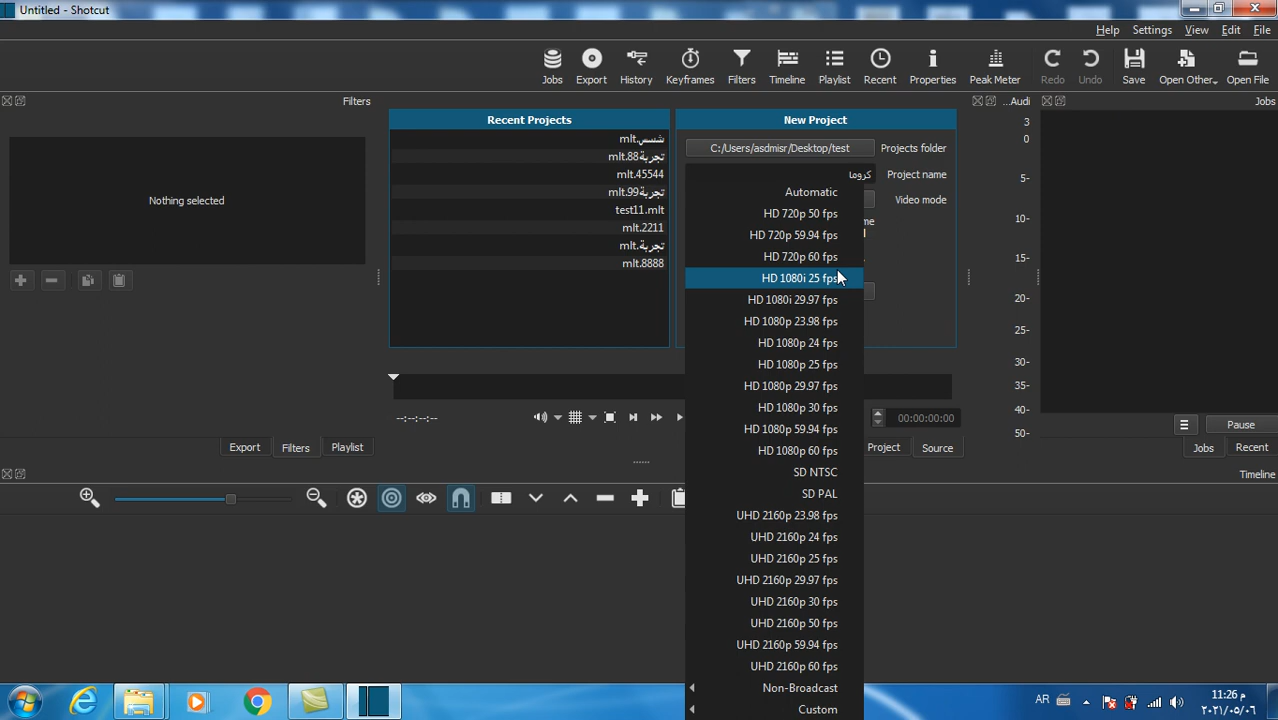 Untitled - Shotcut
Help Settings View Edit File
Jobs Export History Keyframes Filters Timeline Playlist Recent Properties Peak Meter Redo Undo Save Open Other... Open File
Filters
Nothing selected
Recent Projects
شسس.mlt
تجربة88.mlt
mlt.45544
تجربة99.mlt
test11.mlt
mlt.2211
تجربة.mlt
mlt.8888
New Project
C:/Users/asdmisr/Desktop/test Projects folder
كروما Project name
Video mode
Automatic
HD 720p 50 fps
HD 720p 59.94 fps
HD 720p 60 fps
HD 1080i 25 fps
HD 1080i 29.97 fps
HD 1080p 23.98 fps
HD 1080p 24 fps
HD 1080p 25 fps
HD 1080p 29.97 fps
HD 1080p 30 fps
HD 1080p 59.94 fps
HD 1080p 60 fps
SD NTSC
SD PAL
UHD 2160p 23.98 fps
UHD 2160p 24 fps
UHD 2160p 25 fps
UHD 2160p 29.97 fps
UHD 2160p 30 fps
UHD 2160p 50 fps
UHD 2160p 59.94 fps
UHD 2160p 60 fps
Non-Broadcast
Custom
...Audi
3
0
5-
10-
15-
20-
25-
30-
35-
40-
50-
Jobs
Pause
Jobs Recent
--:--:--:--
00:00:00:00
Export Filters Playlist
Project Source
Timeline
AR
11:26 م
٢٠٢١/٠٥/٠٦